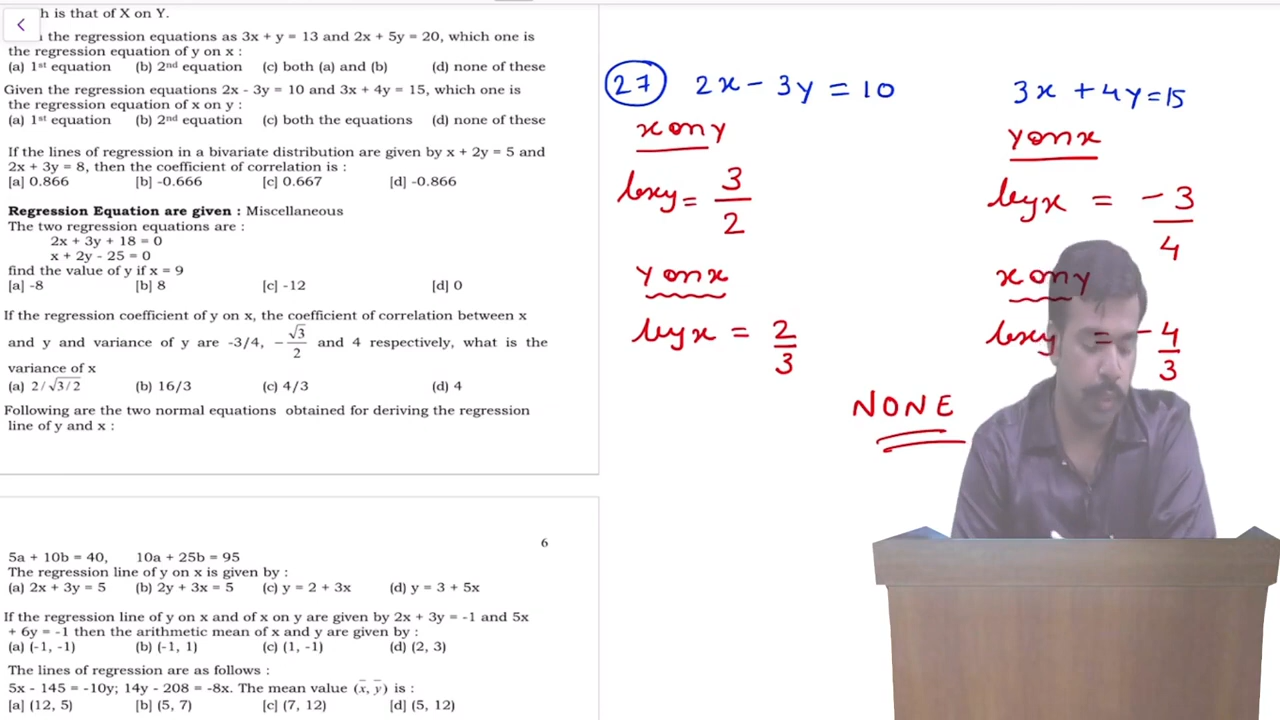 h is that of X on Y.
the regression equations as 3x + y = 13 and 2x + 5y = 20, which one is
the regression equation of y on x :
(a) 1st equation (b) 2nd equation (c) both (a) and (b) (d) none of these
Given the regression equations 2x - 3y = 10 and 3x + 4y = 15, which one is
the regression equation of x on y :
(a) 1st equation (b) 2nd equation (c) both the equations (d) none of these
If the lines of regression in a bivariate distribution are given by x + 2y = 5 and
2x + 3y = 8, then the coefficient of correlation is :
[a] 0.866 [b] -0.666 [c] 0.667 [d] -0.866
Regression Equation are given : Miscellaneous
The two regression equations are :
2x + 3y + 18 = 0
x + 2y - 25 = 0
find the value of y if x = 9
[a] -8 [b] 8 [c] -12 [d] 0
If the regression coefficient of y on x, the coefficient of correlation between x
and y and variance of y are -3/4, -√3/2 and 4 respectively, what is the
variance of x
(a) 2/√3/2 (b) 16/3 (c) 4/3 (d) 4
Following are the two normal equations obtained for deriving the regression
line of y and x :
6
5a + 10b = 40, 10a + 25b = 95
The regression line of y on x is given by :
(a) 2x + 3y = 5 (b) 2y + 3x = 5 (c) y = 2 + 3x (d) y = 3 + 5x
If the regression line of y on x and of x on y are given by 2x + 3y = -1 and 5x
+ 6y = -1 then the arithmetic mean of x and y are given by :
(a) (-1, -1) (b) (-1, 1) (c) (1, -1) (d) (2, 3)
The lines of regression are as follows :
5x - 145 = -10y; 14y - 208 = -8x. The mean value (x̄, ȳ) is :
[a] (12, 5) [b] (5, 7) [c] (7, 12) [d] (5, 12)
27 2x - 3y = 10 3x + 4y = 15
x on y y on x
bxy = 3/2 byx = -3/4
y on x x on y
byx = 2/3 bxy = -4/3
NONE